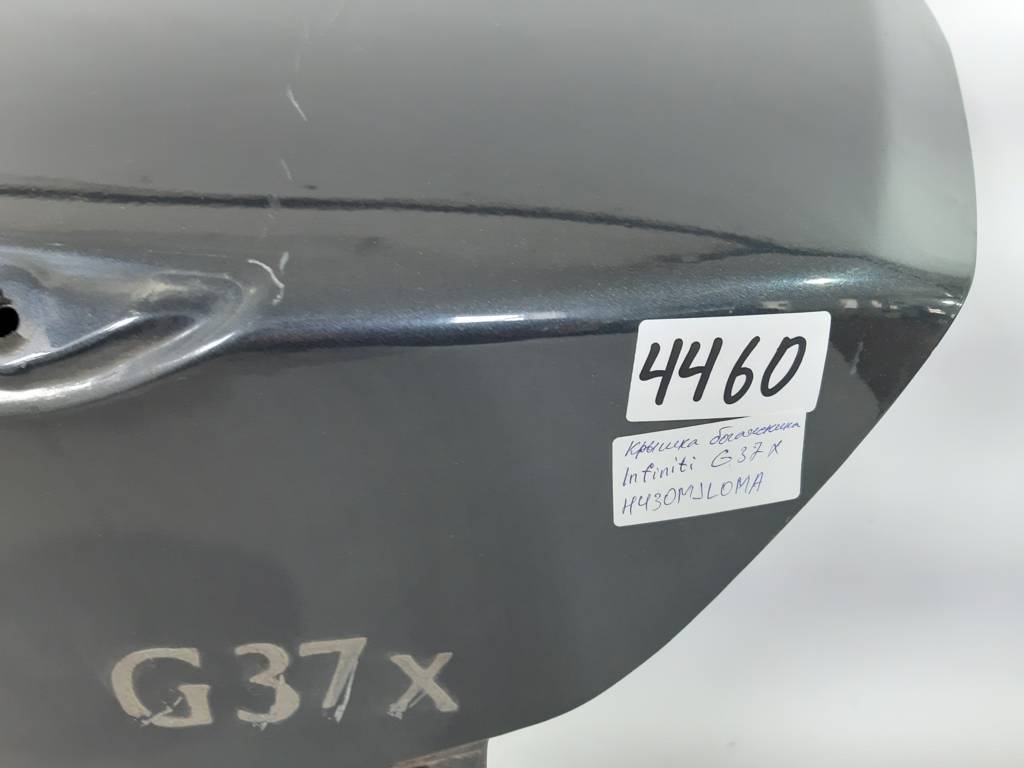 4460
Крышка багажника
Infiniti G37x
H430MJLOMA
G37x